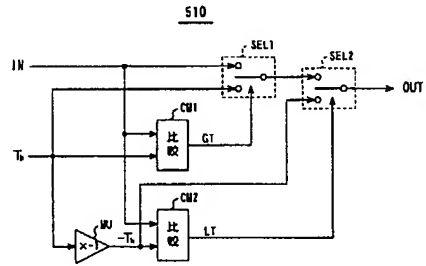 510
SEL1
SEL2
IN
OUT
CM1
比較
GT
Th
CM2
MU
×-1
-Th
比較
LT